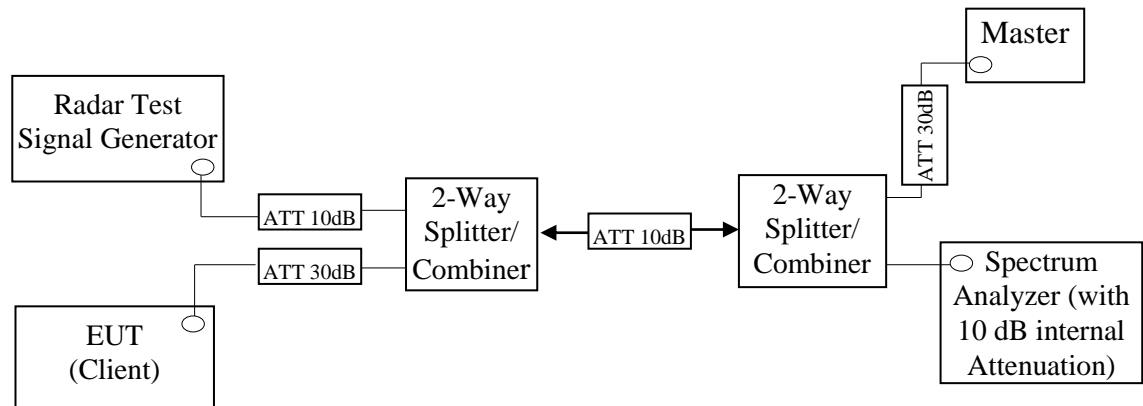 Radar Test
Signal Generator
ATT 10dB
ATT 30dB
EUT
(Client)
2-Way
Splitter/
Combiner
ATT 10dB
2-Way
Splitter/
Combiner
ATT 30dB
Master
Spectrum
Analyzer (with
10 dB internal
Attenuation)